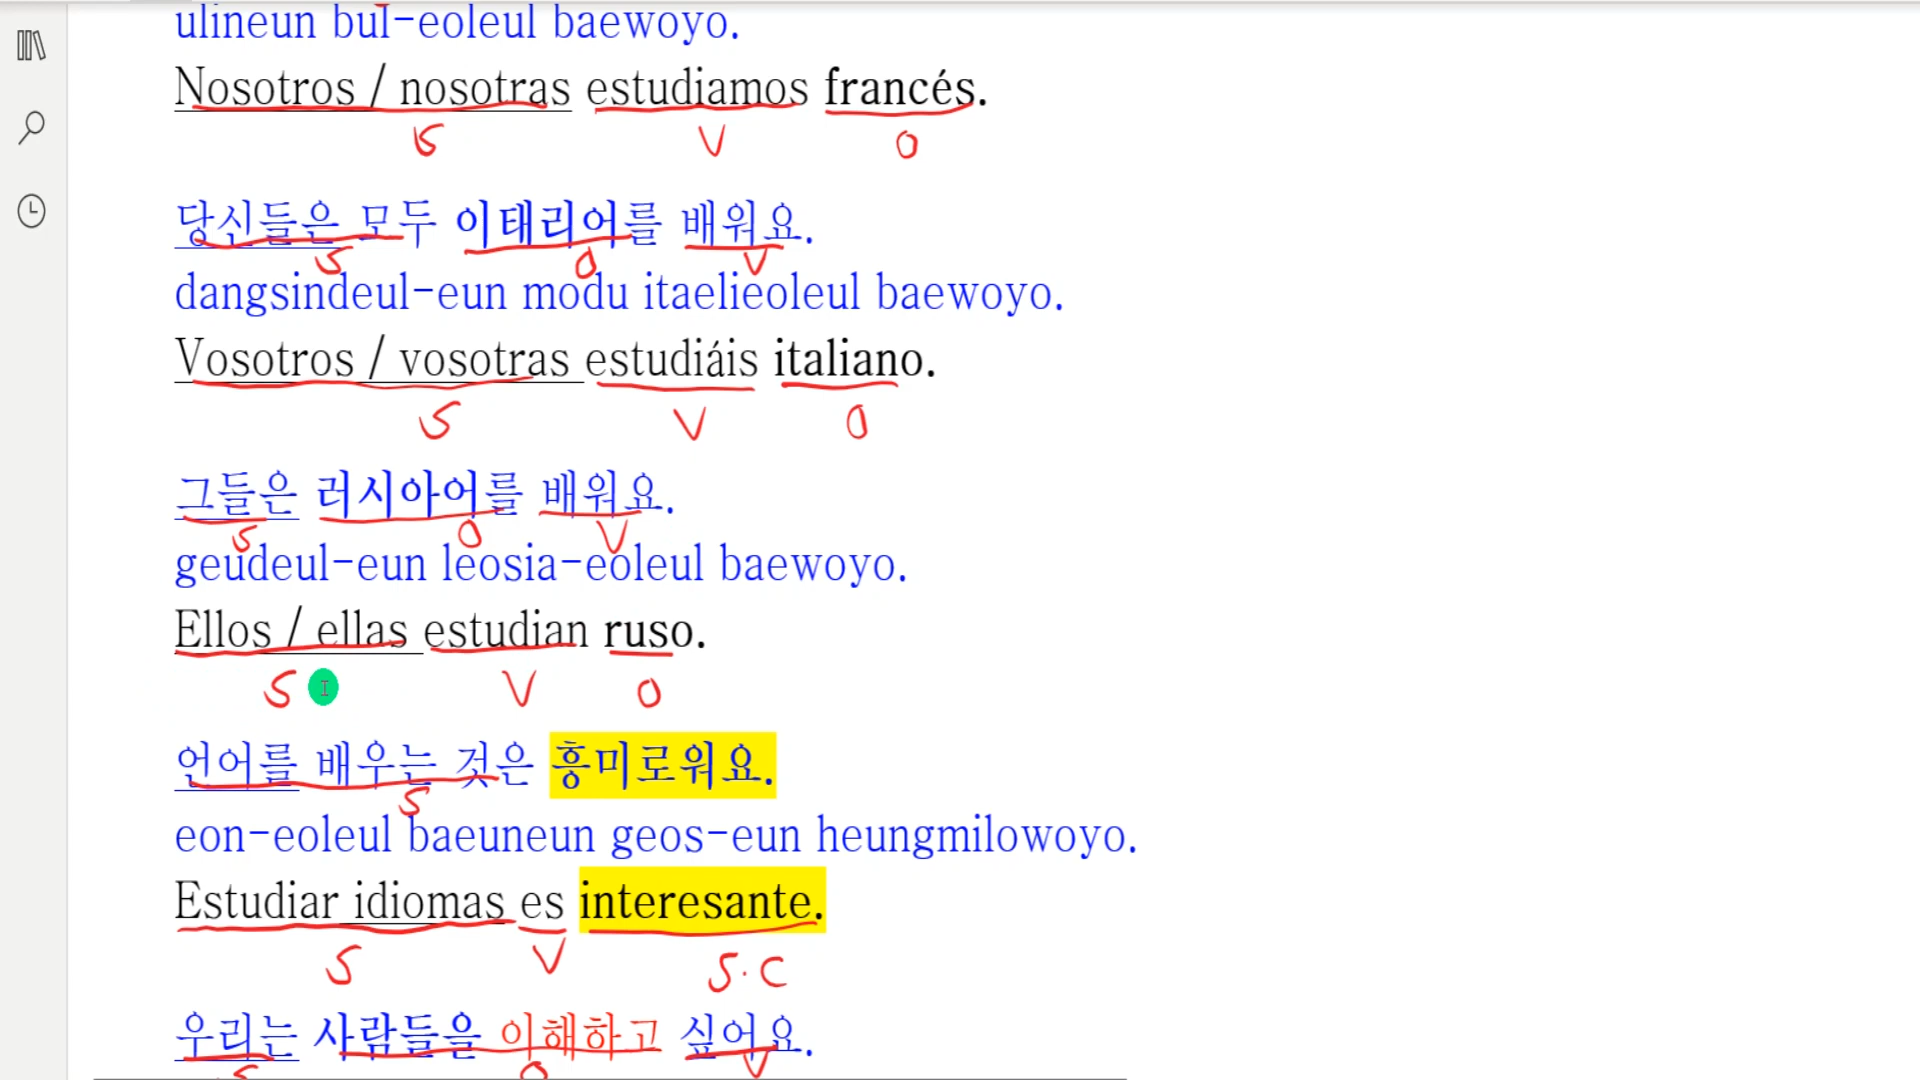 ulineun bul-eoleul baewoyo.
Nosotros / nosotras estudiamos francés.
S V O
당신들은 모두 이태리어를 배워요.
S O V
dangsindeul-eun modu itaelieoleul baewoyo.
Vosotros / vosotras estudiáis italiano.
S V O
그들은 러시아어를 배워요.
S O V
geudeul-eun leosia-eoleul baewoyo.
Ellos / ellas estudian ruso.
S V O
언어를 배우는 것은 흥미로워요.
S
eon-eoleul baeuneun geos-eun heungmilowoyo.
Estudiar idiomas es interesante.
S V S.C
우리는 사람들을 이해하고 싶어요.
S O V